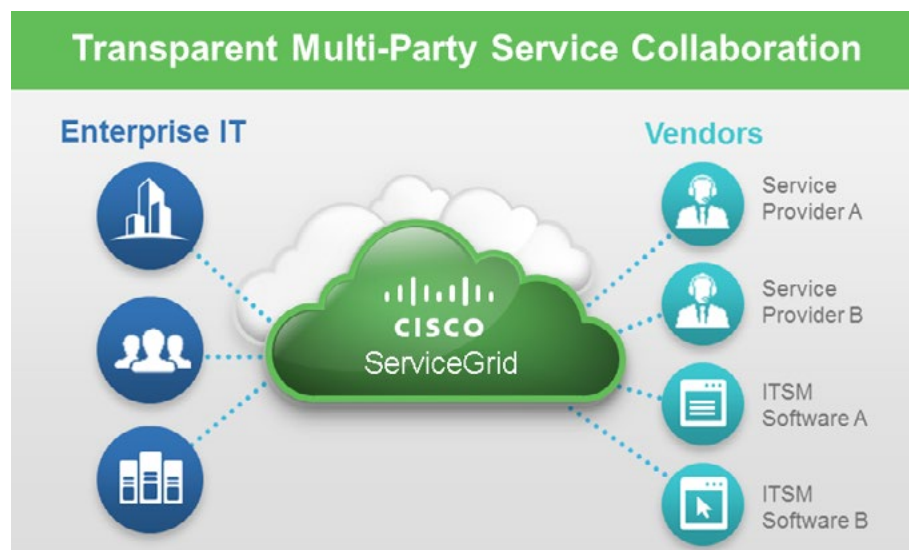 Transparent Multi-Party Service Collaboration
Enterprise IT
Vendors
Service
Provider A
Service
Provider B
CISCO
ServiceGrid
ITSM
Software A
ITSM
Software B